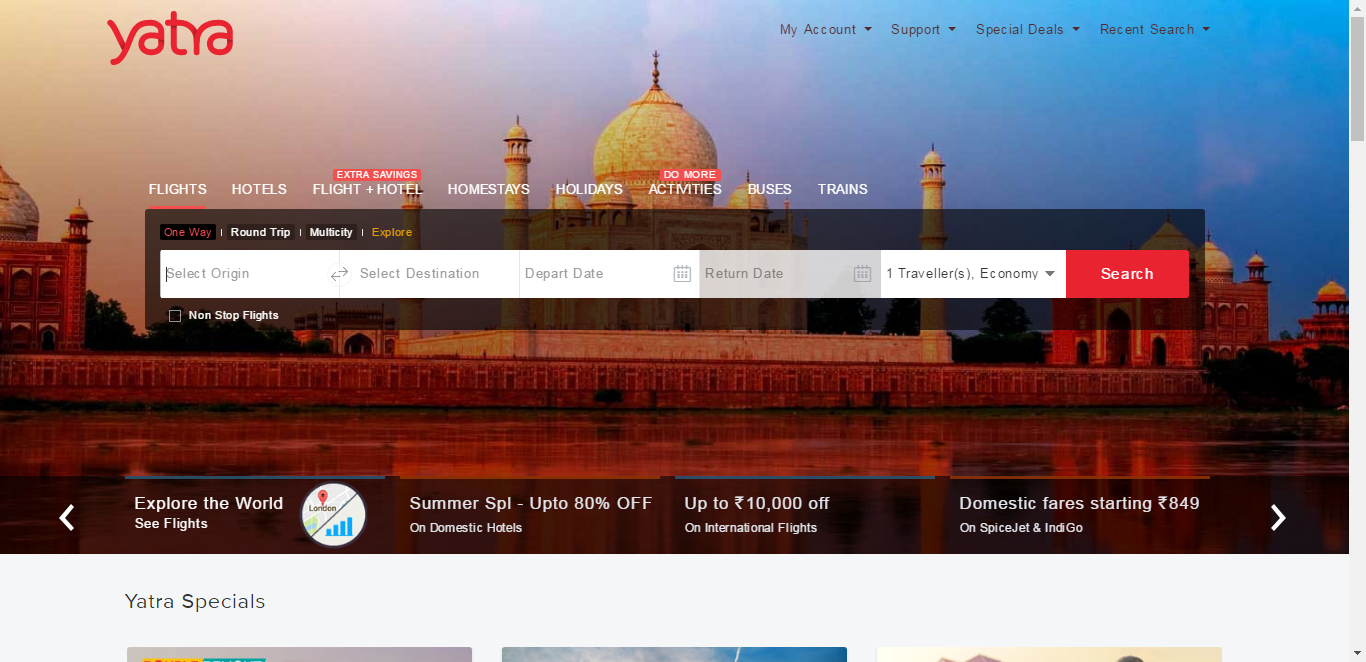 yatra
My Account
Support
Special Deals
Recent Search
EXTRA SAVINGS
DO MORE
FLIGHTS
HOTELS
FLIGHT + HOTEL
HOMESTAYS
HOLIDAYS
ACTIVITIES
BUSES
TRAINS
One Way | Round Trip | Multicity | Explore
Select Origin
Select Destination
Depart Date
Return Date
1 Traveller(s), Economy
Search
Non Stop Flights
Explore the World
See Flights
London
Summer Spl - Upto 80% OFF
On Domestic Hotels
Up to ₹10,000 off
On International Flights
Domestic fares starting ₹849
On SpiceJet & IndiGo
Yatra Specials